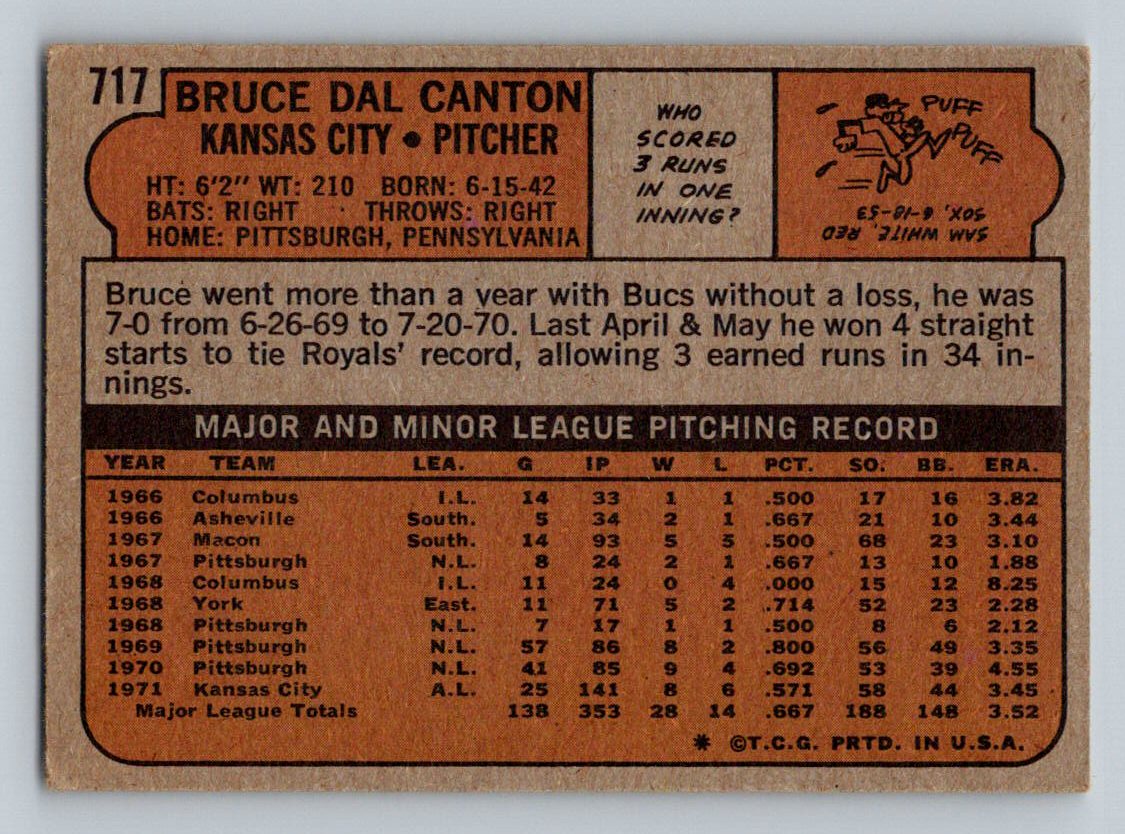 717
BRUCE DAL CANTON
KANSAS CITY • PITCHER
HT: 6'2" WT: 210 BORN: 6-15-42
BATS: RIGHT THROWS: RIGHT
HOME: PITTSBURGH, PENNSYLVANIA
WHO
SCORED
3 RUNS
IN ONE
INNING?
PUFF
PUFF
SAM WHITE, RED
SOX, 6-18-53
Bruce went more than a year with Bucs without a loss, he was
7-0 from 6-26-69 to 7-20-70. Last April & May he won 4 straight
starts to tie Royals' record, allowing 3 earned runs in 34 in-
nings.
MAJOR AND MINOR LEAGUE PITCHING RECORD
YEAR TEAM LEA. G IP W L PCT. SO. BB. ERA.
1966 Columbus I.L. 14 33 1 1 .500 17 16 3.82
1966 Asheville South. 5 34 2 1 .667 21 10 3.44
1967 Macon South. 14 93 5 5 .500 68 23 3.10
1967 Pittsburgh N.L. 8 24 2 1 .667 13 10 1.88
1968 Columbus I.L. 11 24 0 4 .000 15 12 8.25
1968 York East. 11 71 5 2 .714 52 23 2.28
1968 Pittsburgh N.L. 7 17 1 1 .500 8 6 2.12
1969 Pittsburgh N.L. 57 86 8 2 .800 56 49 3.35
1970 Pittsburgh N.L. 41 85 9 4 .692 53 39 4.55
1971 Kansas City A.L. 25 141 8 6 .571 58 44 3.45
Major League Totals 138 353 28 14 .667 188 148 3.52
* ©T.C.G. PRTD. IN U.S.A.